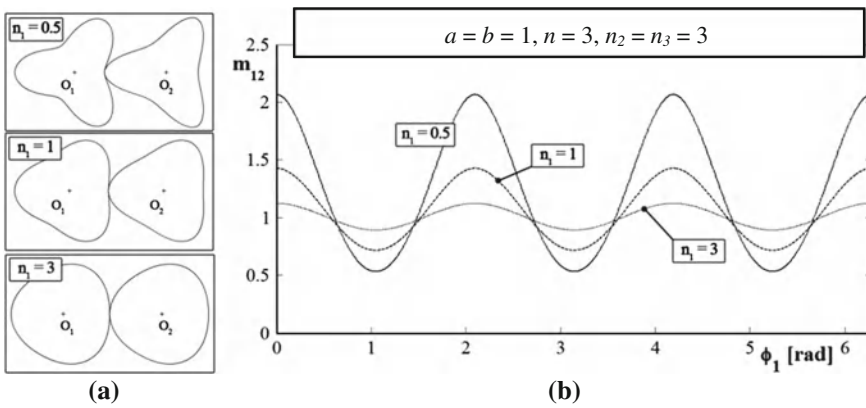 n₁ = 0.5
O₁
O₂
n₁ = 1
O₁
O₂
n₁ = 3
O₁
O₂
(a)
a = b = 1, n = 3, n₂ = n₃ = 3
m₁₂
2.5
2
1.5
1
0.5
0
n₁ = 0.5
n₁ = 1
n₁ = 3
0
1
2
3
4
5
6
ϕ₁ [rad]
(b)